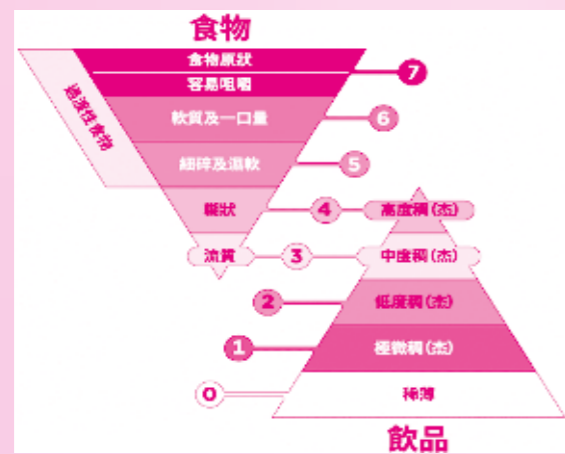 食物
食物原狀
容易咀嚼
7
過渡性食物
軟質及一口量
6
細碎及濕軟
5
糊狀
4
高度稠(杰)
流質
3
中度稠(杰)
2
低度稠(杰)
1
極微稠(杰)
0
稀薄
飲品